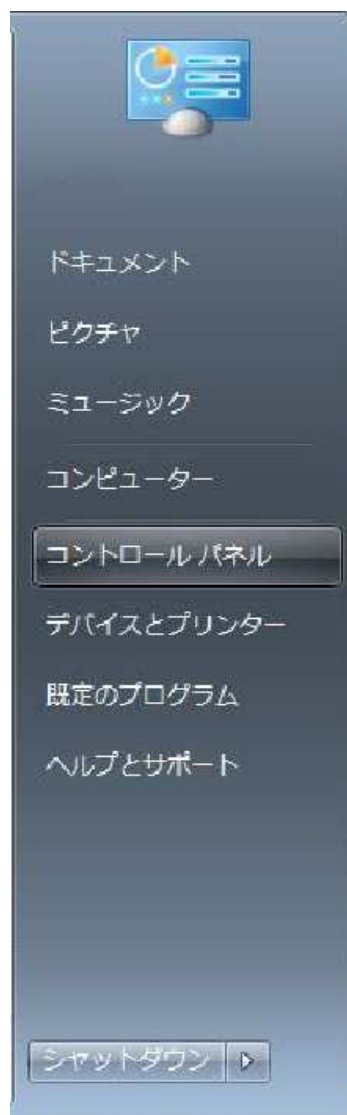 ドキュメント
ピクチャ
ミュージック
コンピューター
コントロール パネル
デバイスとプリンター
既定のプログラム
ヘルプとサポート
シャットダウン